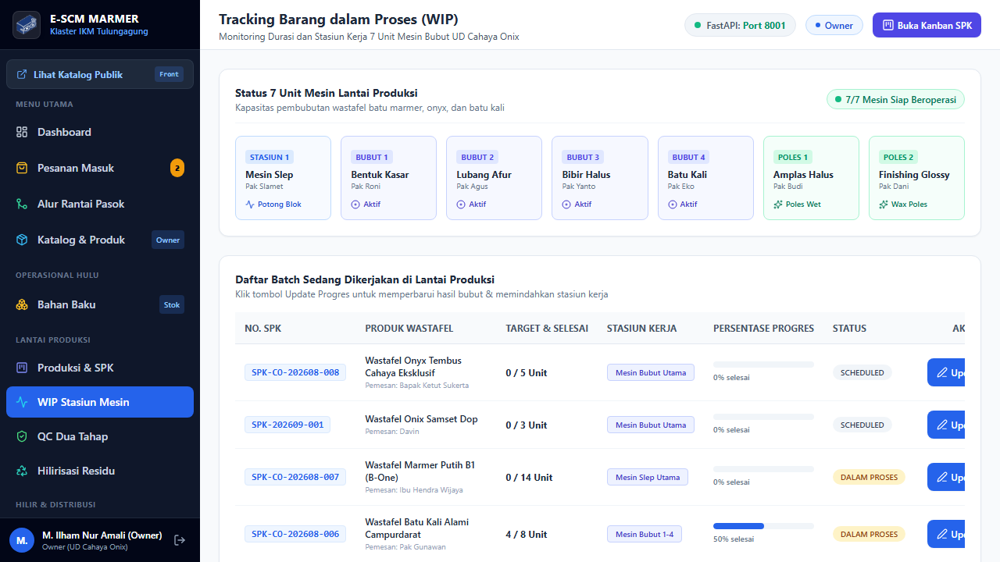 E-SCM MARMER
Klaster IKM Tulungagung
Lihat Katalog Publik
Front
MENU UTAMA
Dashboard
Pesanan Masuk
2
Alur Rantai Pasok
Katalog & Produk
Owner
OPERASIONAL HULU
Bahan Baku
Stok
LANTAI PRODUKSI
Produksi & SPK
WIP Stasiun Mesin
QC Dua Tahap
Hilirisasi Residu
HILIR & DISTRIBUSI
M.
M. Ilham Nur Amali (Owner)
Owner (UD Cahaya Onix)
Tracking Barang dalam Proses (WIP)
Monitoring Durasi dan Stasiun Kerja 7 Unit Mesin Bubut UD Cahaya Onix
FastAPI: Port 8001
Owner
Buka Kanban SPK
Status 7 Unit Mesin Lantai Produksi
Kapasitas pembubutan wastafel batu marmer, onyx, dan batu kali
7/7 Mesin Siap Beroperasi
STASIUN 1
Mesin Slep
Pak Slamet
Potong Blok
BUBUT 1
Bentuk Kasar
Pak Roni
Aktif
BUBUT 2
Lubang Afur
Pak Agus
Aktif
BUBUT 3
Bibir Halus
Pak Yanto
Aktif
BUBUT 4
Batu Kali
Pak Eko
Aktif
POLES 1
Amplas Halus
Pak Budi
Poles Wet
POLES 2
Finishing Glossy
Pak Dani
Wax Poles
Daftar Batch Sedang Dikerjakan di Lantai Produksi
Klik tombol Update Progres untuk memperbarui hasil bubut & memindahkan stasiun kerja
NO. SPK PRODUK WASTAFEL TARGET & SELESAI STASIUN KERJA PERSENTASE PROGRES STATUS AK
SPK-CO-202608-008
Wastafel Onyx Tembus
Cahaya Eksklusif
Pemesan: Bapak Ketut Sukerta
0 / 5 Unit
Mesin Bubut Utama
0% selesai
SCHEDULED
Up
SPK-202609-001
Wastafel Onix Samset Dop
Pemesan: Davin
0 / 3 Unit
Mesin Bubut Utama
0% selesai
SCHEDULED
Up
SPK-CO-202608-007
Wastafel Marmer Putih B1
(B-One)
Pemesan: Ibu Hendra Wijaya
0 / 14 Unit
Mesin Slep Utama
0% selesai
DALAM PROSES
Up
SPK-CO-202608-006
Wastafel Batu Kali Alami
Campurdarat
Pemesan: Pak Gunawan
4 / 8 Unit
Mesin Bubut 1-4
50% selesai
DALAM PROSES
Up